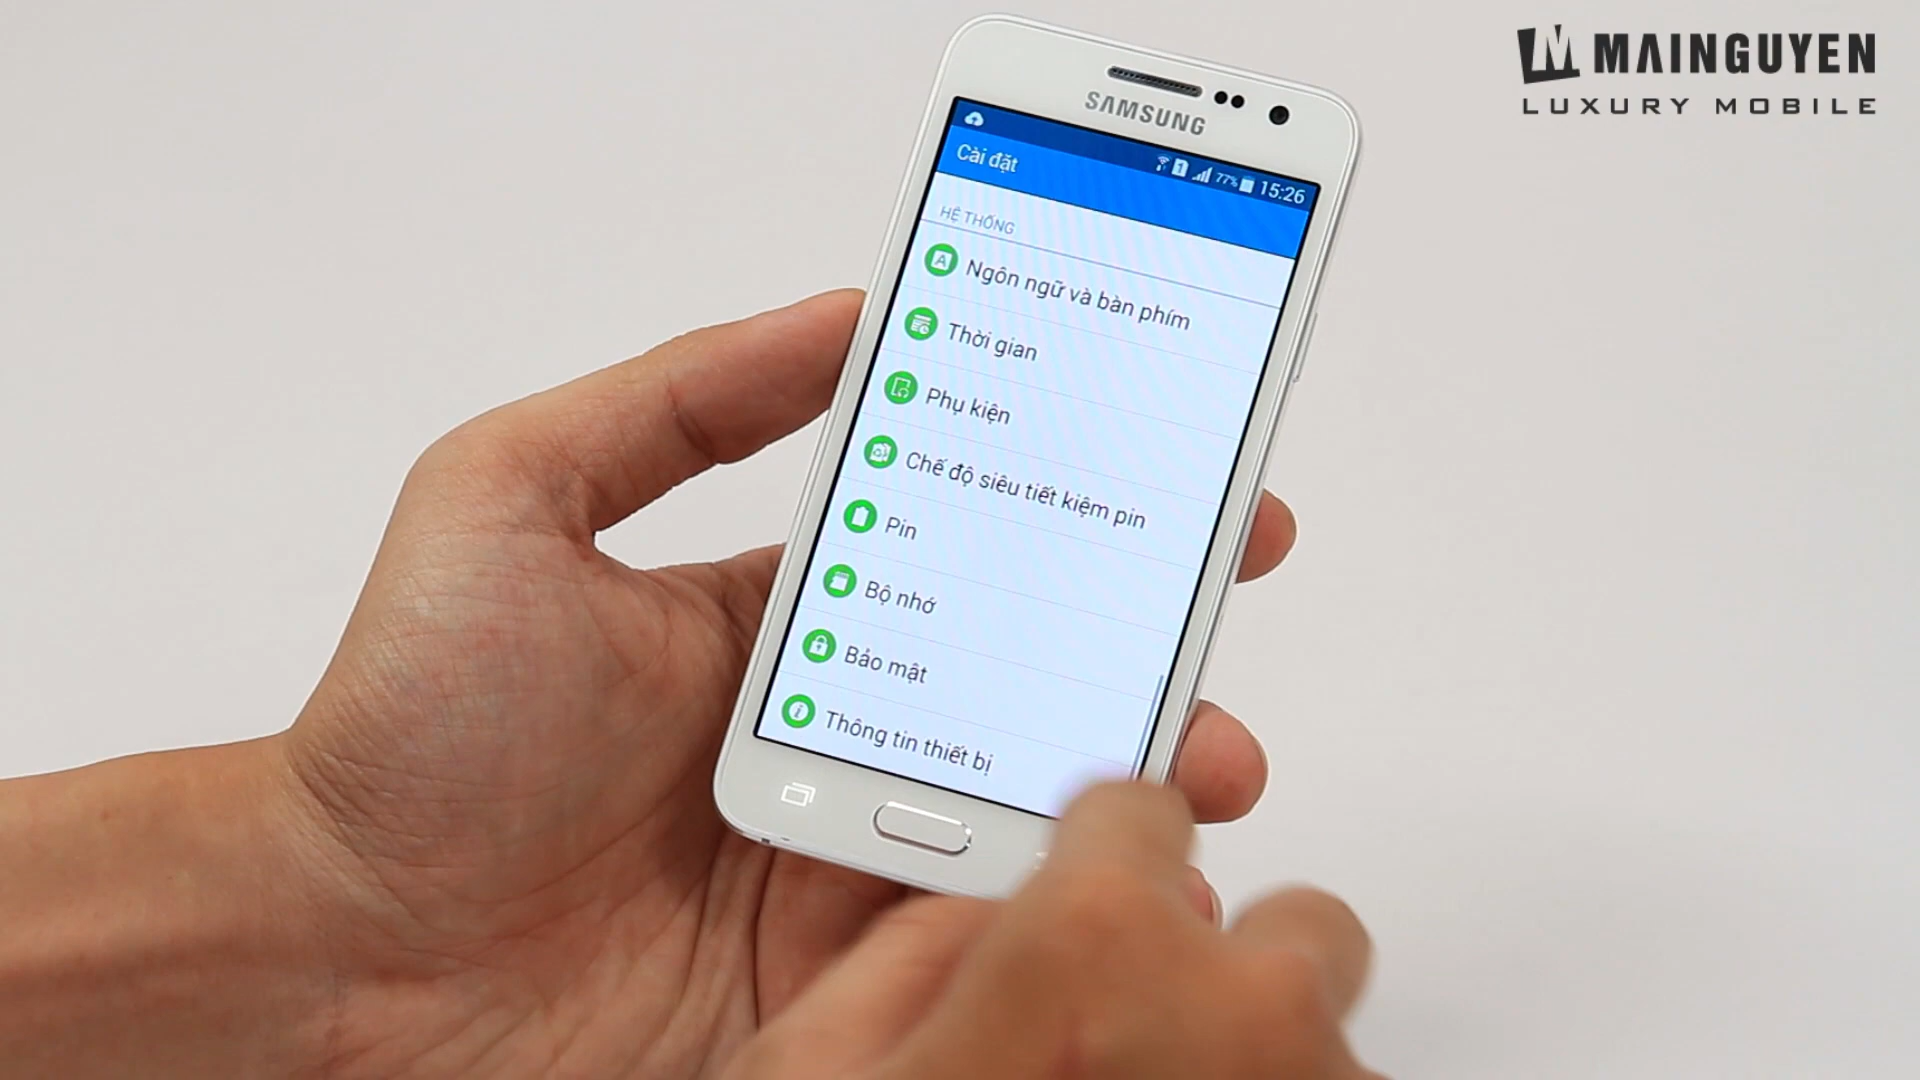 MAINGUYEN
LUXURY MOBILE
SAMSUNG
1 77% 15:26
Cài đặt
HỆ THỐNG
A Ngôn ngữ và bàn phím
Thời gian
Phụ kiện
Chế độ siêu tiết kiệm pin
Pin
Bộ nhớ
Bảo mật
Thông tin thiết bị